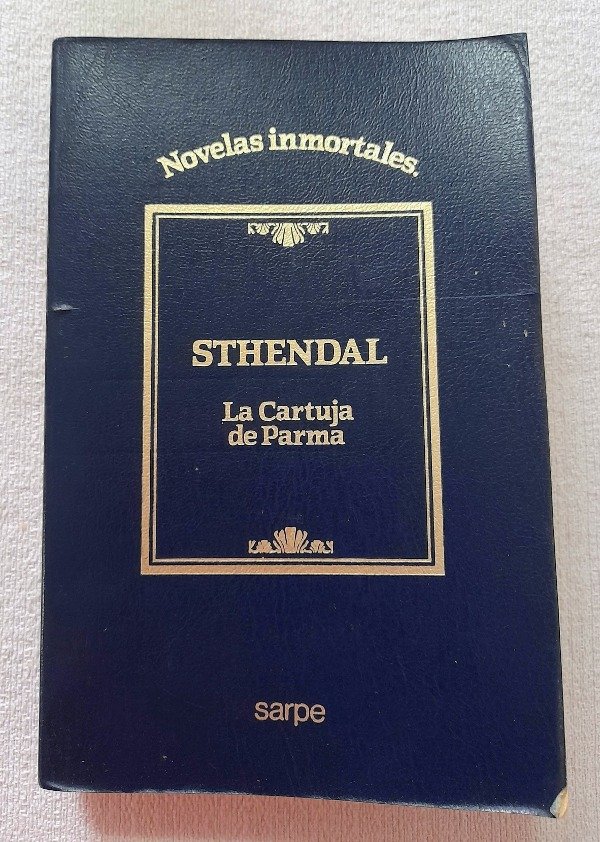 Novelas inmortales.
STHENDAL
La Cartuja
de Parma
sarpe